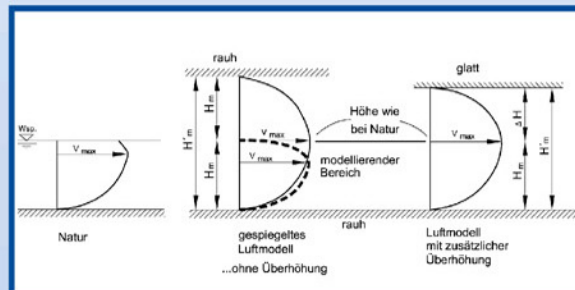 rauh
glatt
Wsp.
V max
Natur
H'm
Hm
Hm
V max
V max
Höhe wie
bei Natur
modellierender
Bereich
rauh
gespiegeltes
Luftmodell
...ohne Überhöhung
V max
Δ H
Hm
H'm
Luftmodell
mit zusätzlicher
Überhöhung